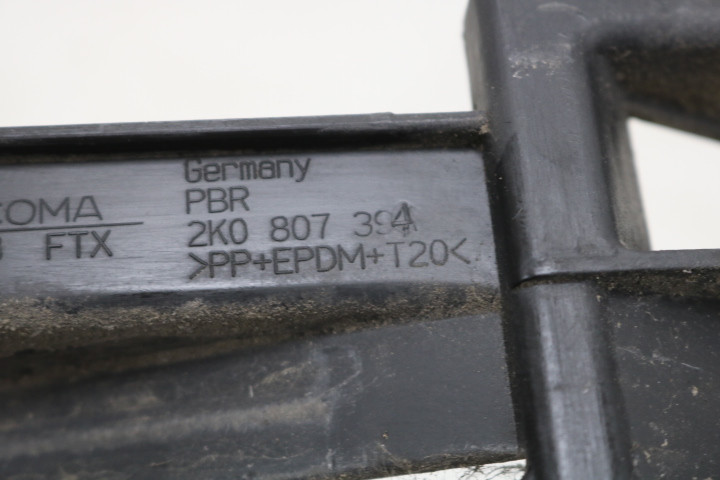 Germany
PBR
COMA 2K0 807 394
FTX >PP+EPDM+T20<